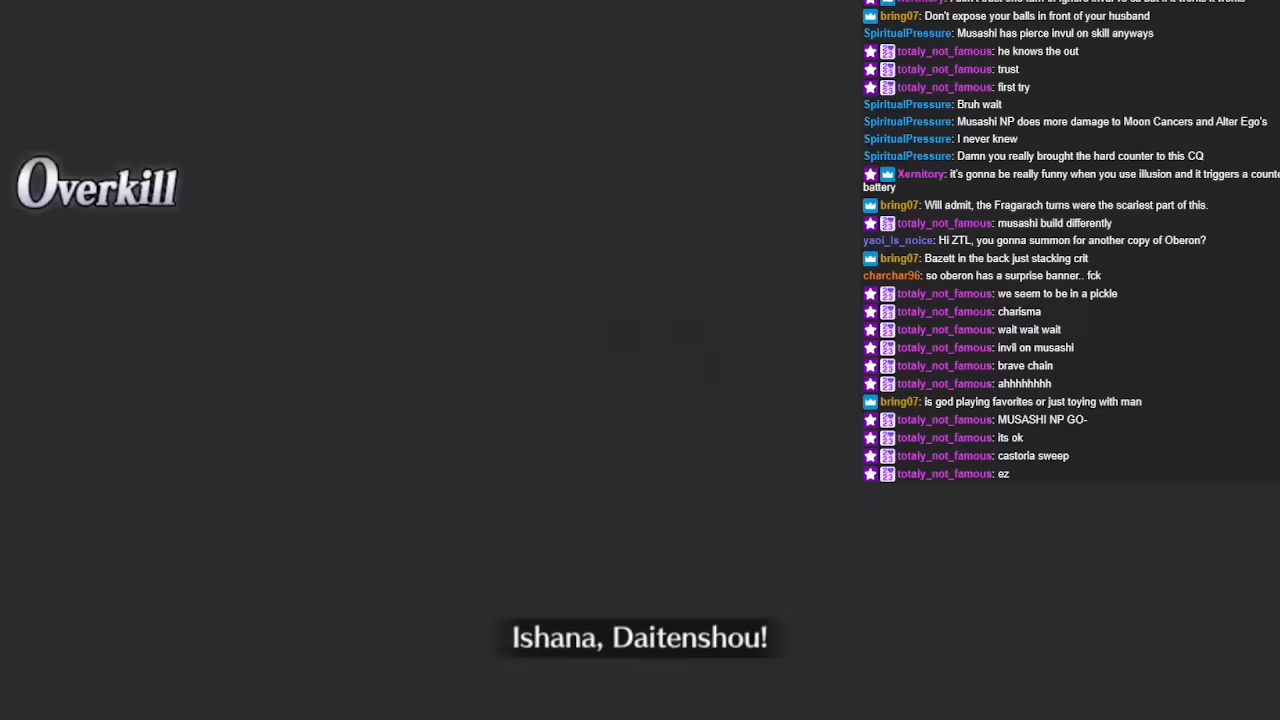 bring07: Don't expose your balls in front of your husband
SpiritualPressure: Musashi has pierce invul on skill anyways
totaly_not_famous: he knows the out
totaly_not_famous: trust
totaly_not_famous: first try
SpiritualPressure: Bruh wait
SpiritualPressure: Musashi NP does more damage to Moon Cancers and Alter Ego's
SpiritualPressure: I never knew
Overkill
SpiritualPressure: Damn you really brought the hard counter to this CQ
Xernitory: it's gonna be really funny when you use illusion and it triggers a counte
battery
bring07: Will admit, the Fragarach turns were the scariest part of this.
totaly_not_famous: musashi build differently
yaoi_is_noice: Hi ZTL, you gonna summon for another copy of Oberon?
bring07: Bazett in the back just stacking crit
charchar96: so oberon has a surprise banner.. fck
totaly_not_famous: we seem to be in a pickle
totaly_not_famous: charisma
totaly_not_famous: wait wait wait
totaly_not_famous: invil on musashi
totaly_not_famous: brave chain
totaly_not_famous: ahhhhhhhh
bring07: is god playing favorites or just toying with man
totaly_not_famous: MUSASHI NP GO-
totaly_not_famous: its ok
totaly_not_famous: castoria sweep
totaly_not_famous: ez
Ishana, Daitenshou!